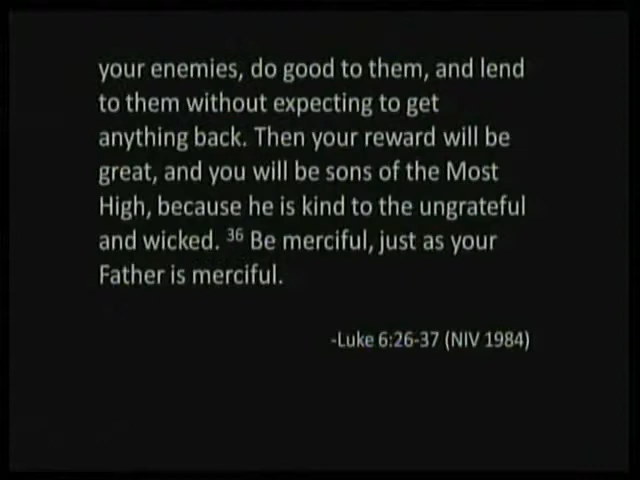 your enemies, do good to them, and lend
to them without expecting to get
anything back. Then your reward will be
great, and you will be sons of the Most
High, because he is kind to the ungrateful
and wicked. 36 Be merciful, just as your
Father is merciful.
-Luke 6:26-37 (NIV 1984)